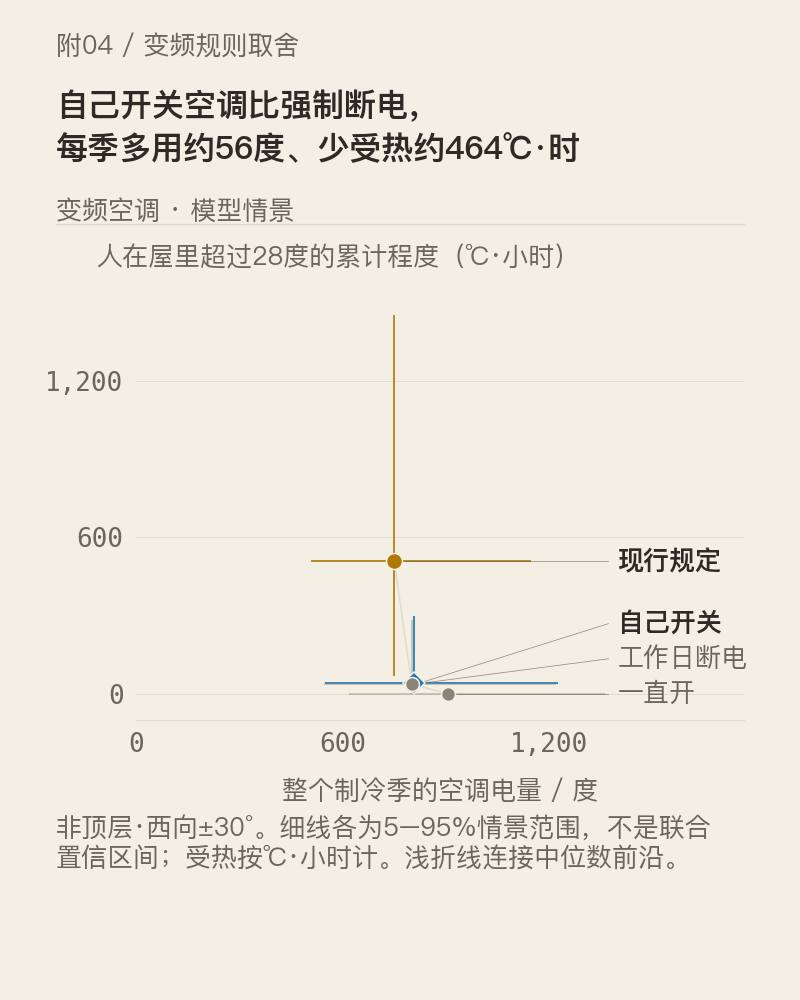 附04 / 变频规则取舍
自己开关空调比强制断电，
每季多用约56度、少受热约464℃·时
变频空调 · 模型情景
人在屋里超过28度的累计程度（℃·小时）
1,200
600
现行规定
自己开关
工作日断电
0
一直开
0
600
1,200
整个制冷季的空调电量 / 度
非顶层·西向±30°。细线各为5—95%情景范围，不是联合
置信区间；受热按℃·小时计。浅折线连接中位数前沿。